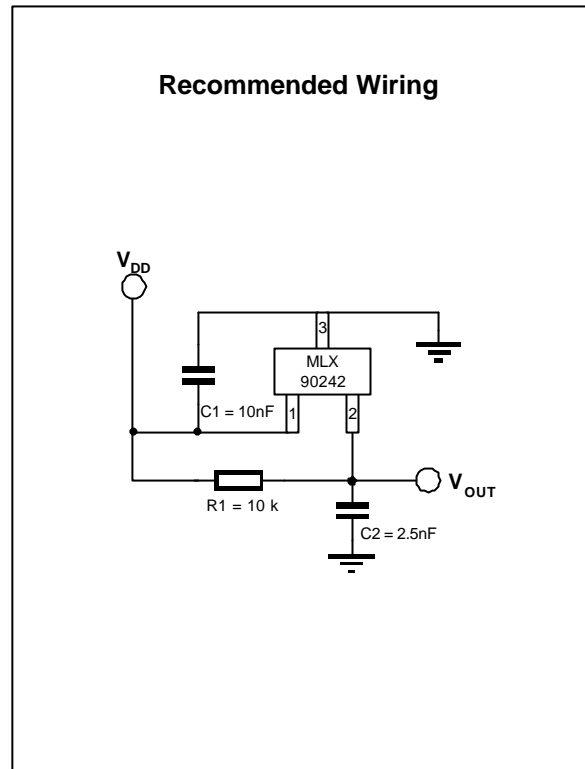 Recommended Wiring
VDD
3
MLX
90242
C1 = 10nF
1
2
R1 = 10 k
VOUT
C2 = 2.5nF